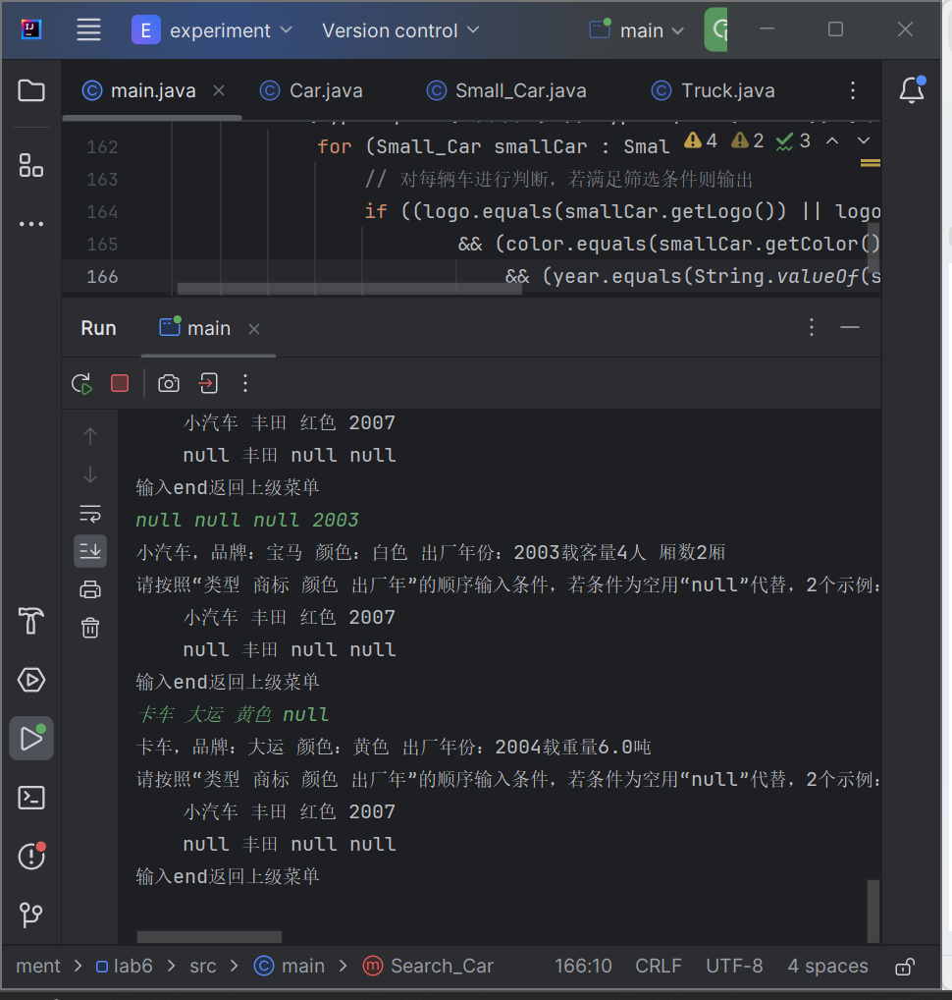 E experiment Version control main
main.java Car.java Small_Car.java Truck.java
162 for (Small_Car smallCar : Smal 4 2 3
163 // 对每辆车进行判断，若满足筛选条件则输出
164 if ((logo.equals(smallCar.getLogo()) || logo
165 && (color.equals(smallCar.getColor()
166 && (year.equals(String.valueOf(s
Run main
小汽车 丰田 红色 2007
null 丰田 null null
输入end返回上级菜单
null null null 2003
小汽车，品牌：宝马 颜色：白色 出厂年份：2003载客量4人 厢数2厢
请按照“类型 商标 颜色 出厂年”的顺序输入条件，若条件为空用“null”代替，2个示例：
小汽车 丰田 红色 2007
null 丰田 null null
输入end返回上级菜单
卡车 大运 黄色 null
卡车，品牌：大运 颜色：黄色 出厂年份：2004载重量6.0吨
请按照“类型 商标 颜色 出厂年”的顺序输入条件，若条件为空用“null”代替，2个示例：
小汽车 丰田 红色 2007
null 丰田 null null
输入end返回上级菜单
ment lab6 src main Search_Car 166:10 CRLF UTF-8 4 spaces